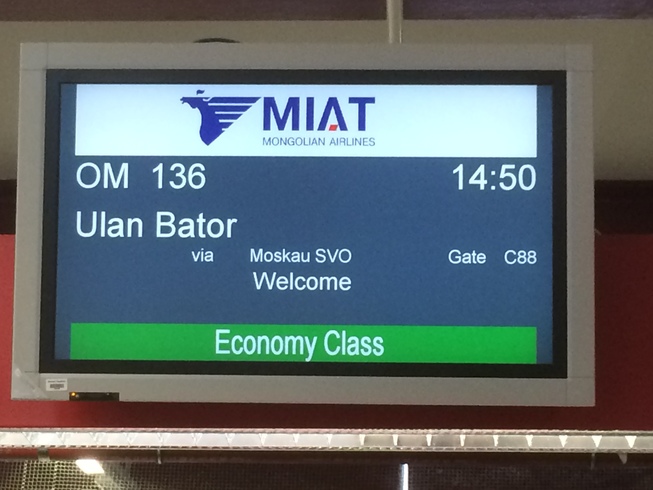 MIAT
MONGOLIAN AIRLINES
OM 136 14:50
Ulan Bator
via Moskau SVO Gate C88
Welcome
Economy Class